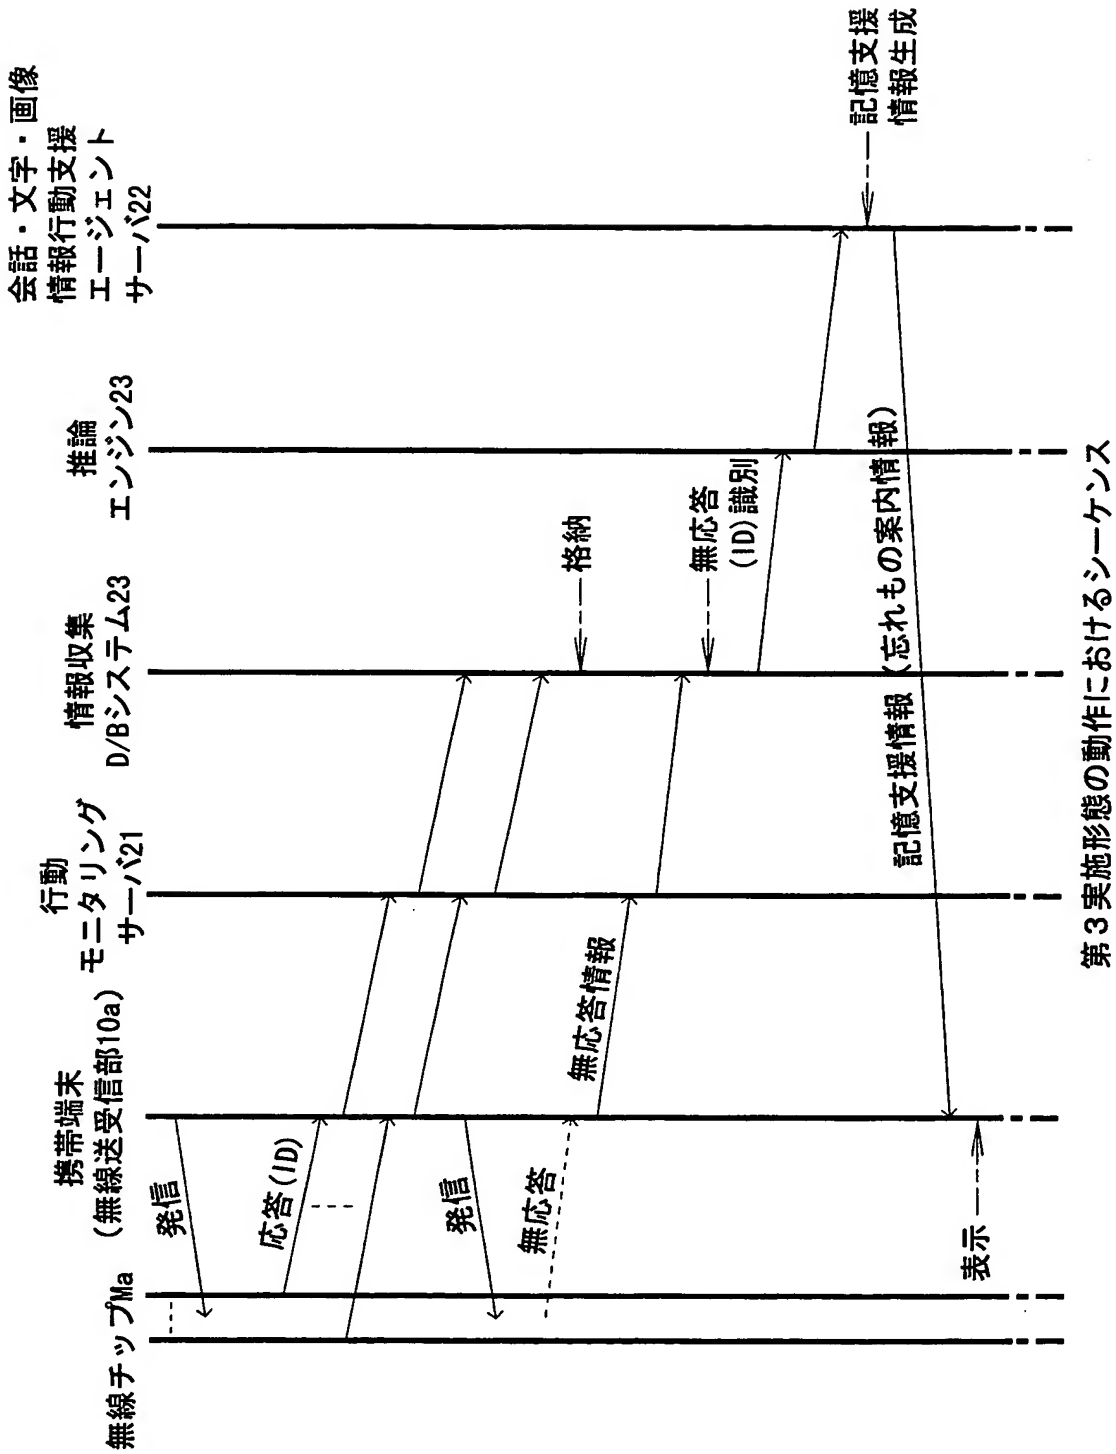 無線チップMa
携帯端末
(無線送受信部10a)
行動
モニタリング
サーバ21
情報収集
D/Bシステム23
推論
エンジン23
会話・文字・画像
情報行動支援
エージェント
サーバ22
発信
応答(ID)
発信
無応答
無応答情報
格納
無応答
(ID)識別
記憶支援
情報生成
記憶支援情報(忘れもの案内情報)
表示
第3実施形態の動作におけるシーケンス